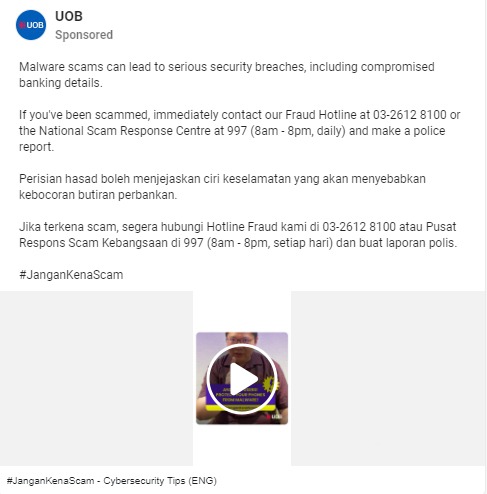 UOB
UOB
Sponsored
Malware scams can lead to serious security breaches, including compromised
banking details.
If you've been scammed, immediately contact our Fraud Hotline at 03-2612 8100 or
the National Scam Response Centre at 997 (8am - 8pm, daily) and make a police
report.
Perisian hasad boleh menjejaskan ciri keselamatan yang akan menyebabkan
kebocoran butiran perbankan.
Jika terkena scam, segera hubungi Hotline Fraud kami di 03-2612 8100 atau Pusat
Respons Scam Kebangsaan di 997 (8am - 8pm, setiap hari) dan buat laporan polis.
#JanganKenaScam
UOB
#JanganKenaScam - Cybersecurity Tips (ENG)